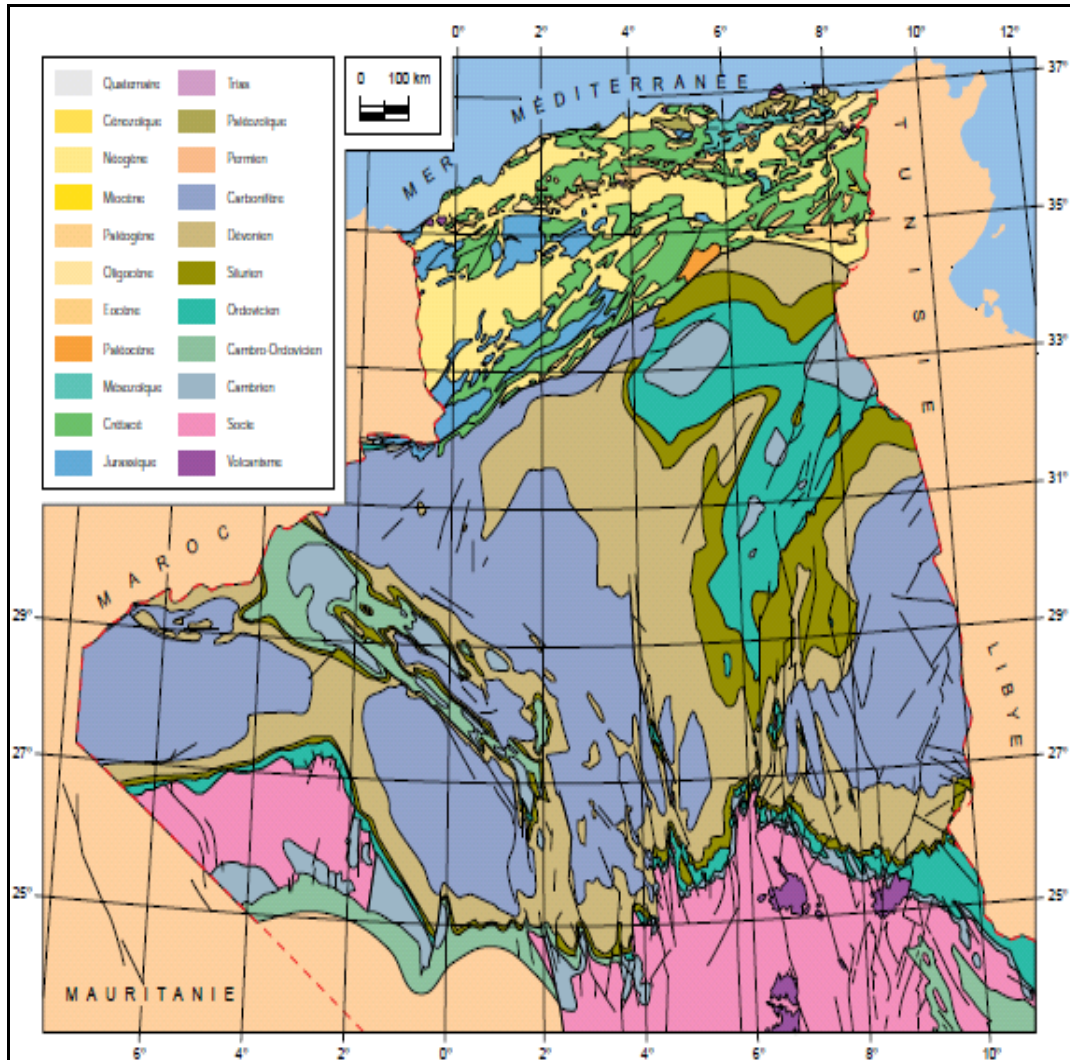 0° 2° 4° 6° 8° 10° 12°
37°
35°
33°
31°
29°
27°
25°
29°
27°
25°
6° 4° 2° 0° 2° 4° 6° 8° 10°
0 100 km
Quaternaire
Cénozoïque
Néogène
Miocène
Paléogène
Oligocène
Eocène
Paléocène
Mésozoïque
Crétacé
Jurassique
Trias
Paléozoïque
Permien
Carbonifère
Dévonien
Silurien
Ordovicien
Cambro-Ordovicien
Cambrien
Socle
Volcanisme
MER MÉDITERRANÉE
TUNISIE
MAROC
LIBYE
MAURITANIE